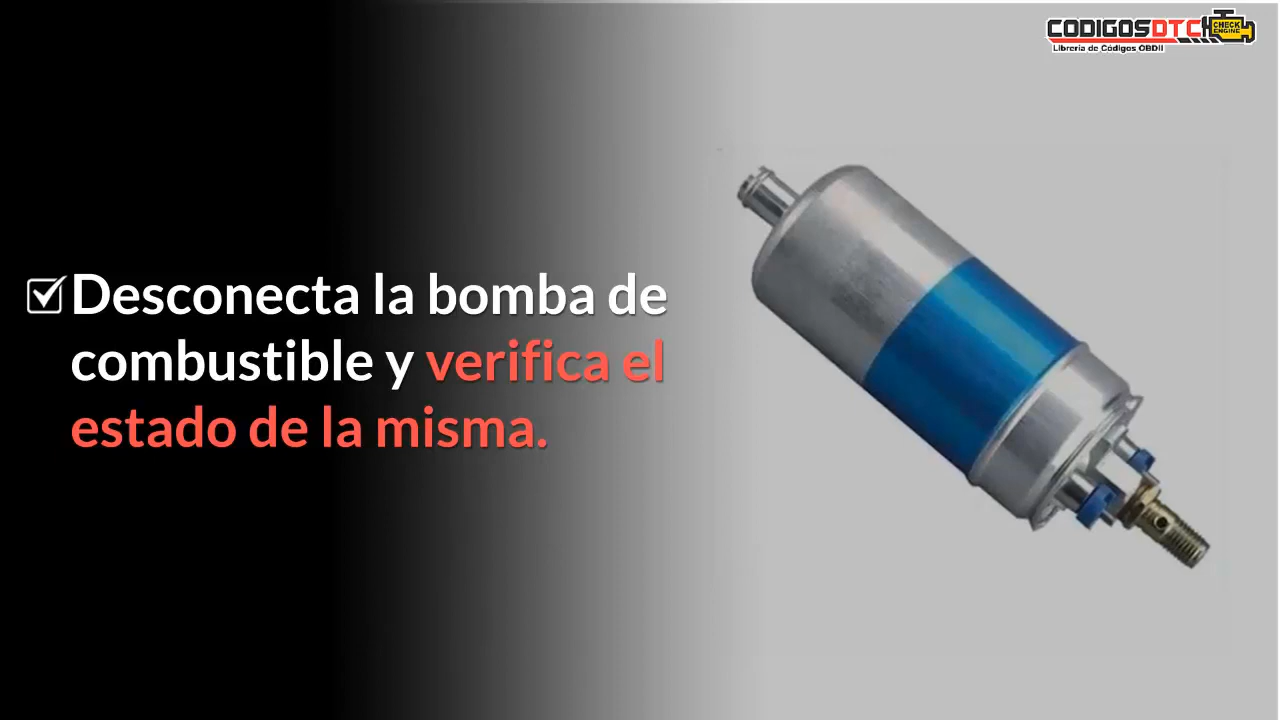 CODIGOSDTC
CHECK
ENGINE
Libreria de Códigos OBDII
Desconecta la bomba de
combustible y verifica el
estado de la misma.